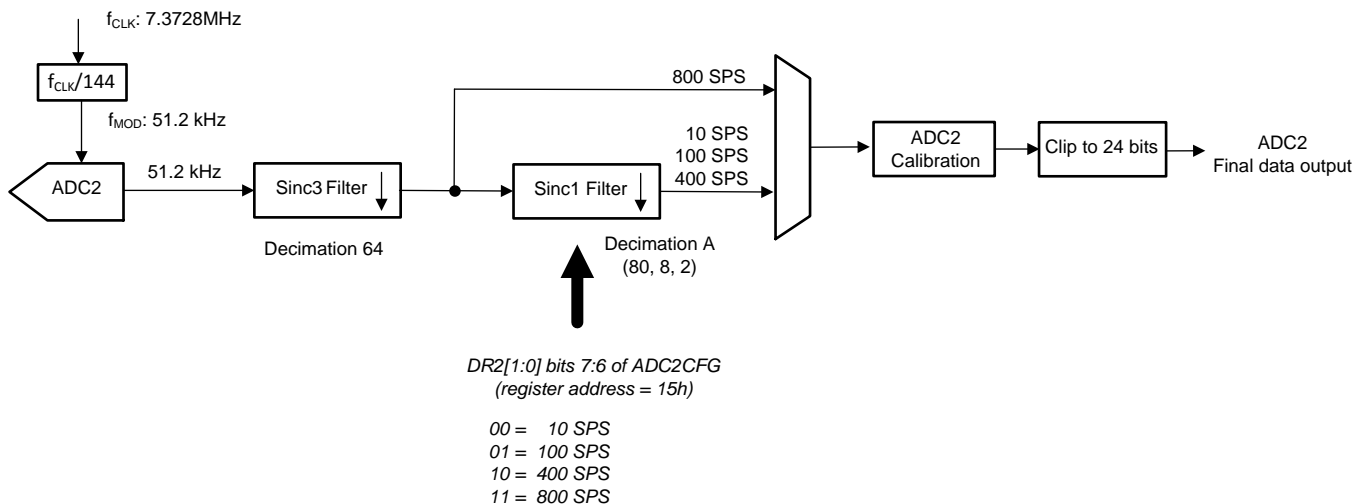 fCLK: 7.3728MHz
fCLK/144
fMOD: 51.2 kHz
ADC2
51.2 kHz
Sinc3 Filter
Decimation 64
Sinc1 Filter
Decimation A
(80, 8, 2)
800 SPS
10 SPS
100 SPS
400 SPS
ADC2
Calibration
Clip to 24 bits
ADC2
Final data output
DR2[1:0] bits 7:6 of ADC2CFG
(register address = 15h)
00 = 10 SPS
01 = 100 SPS
10 = 400 SPS
11 = 800 SPS